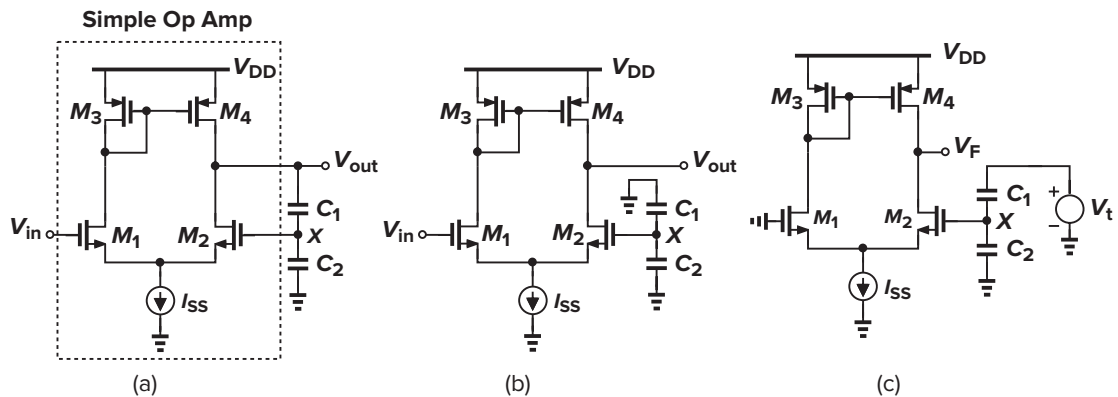 Simple Op Amp
VDD
M3
M4
Vout
C1
Vin
M1
M2
X
C2
ISS
(a)
VDD
M3
M4
Vout
C1
Vin
M1
M2
X
C2
ISS
(b)
VDD
M3
M4
VF
C1
+
Vt
M1
M2
X
−
C2
ISS
(c)